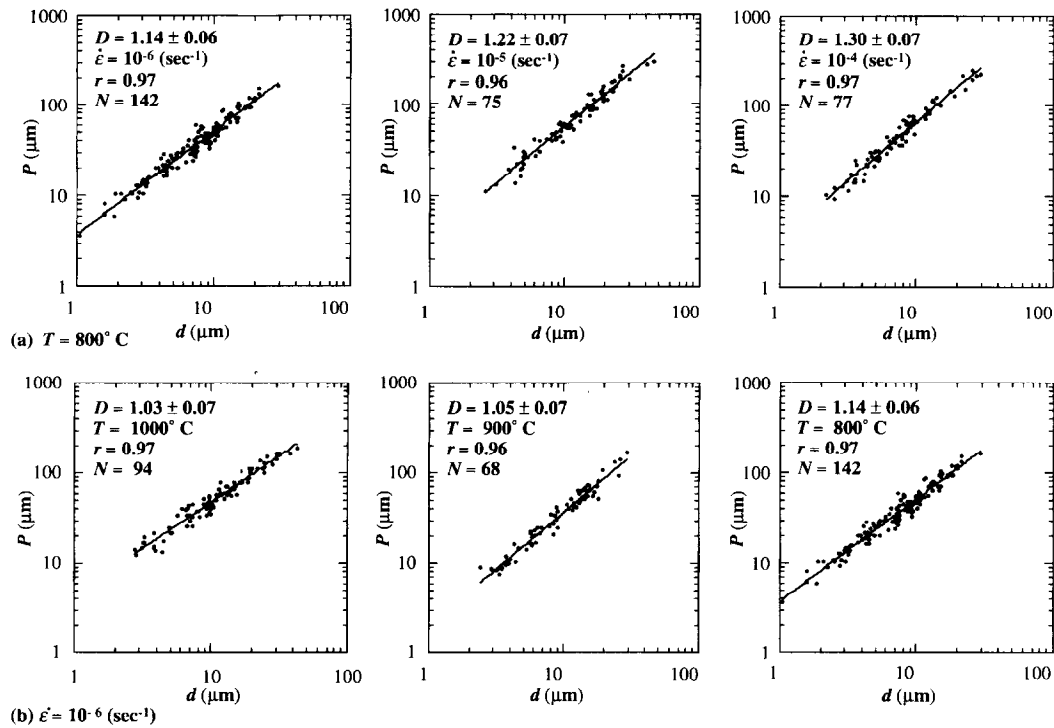 1000
100
10
1
P (μm)
D = 1.14 ± 0.06
ε̇ = 10⁻⁶ (sec⁻¹)
r = 0.97
N = 142
1 10 100
d (μm)
1000
100
10
1
P (μm)
D = 1.22 ± 0.07
ε̇ = 10⁻⁵ (sec⁻¹)
r = 0.96
N = 75
1 10 100
d (μm)
1000
100
10
1
P (μm)
D = 1.30 ± 0.07
ε̇ = 10⁻⁴ (sec⁻¹)
r = 0.97
N = 77
1 10 100
d (μm)
(a) T = 800° C
1000
100
10
1
P (μm)
D = 1.03 ± 0.07
T = 1000° C
r = 0.97
N = 94
1 10 100
d (μm)
1000
100
10
1
P (μm)
D = 1.05 ± 0.07
T = 900° C
r = 0.96
N = 68
1 10 100
d (μm)
1000
100
10
1
P (μm)
D = 1.14 ± 0.06
T = 800° C
r = 0.97
N = 142
1 10 100
d (μm)
(b) ε̇ = 10⁻⁶ (sec⁻¹)